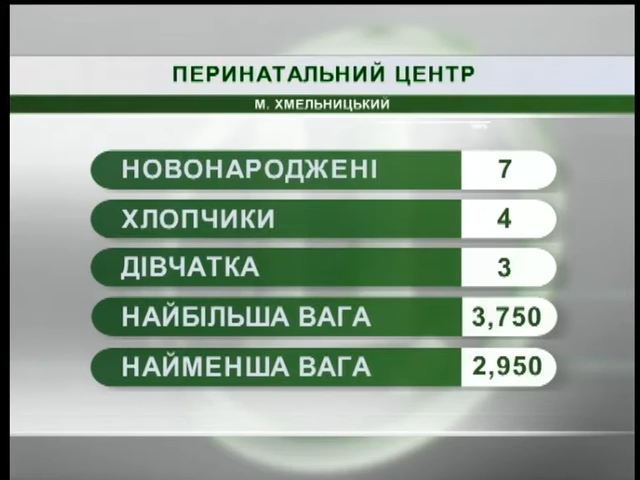 ПЕРИНАТАЛЬНИЙ ЦЕНТР
М. ХМЕЛЬНИЦЬКИЙ
НОВОНАРОДЖЕНІ 7
ХЛОПЧИКИ 4
ДІВЧАТКА 3
НАЙБІЛЬША ВАГА 3,750
НАЙМЕНША ВАГА 2,950